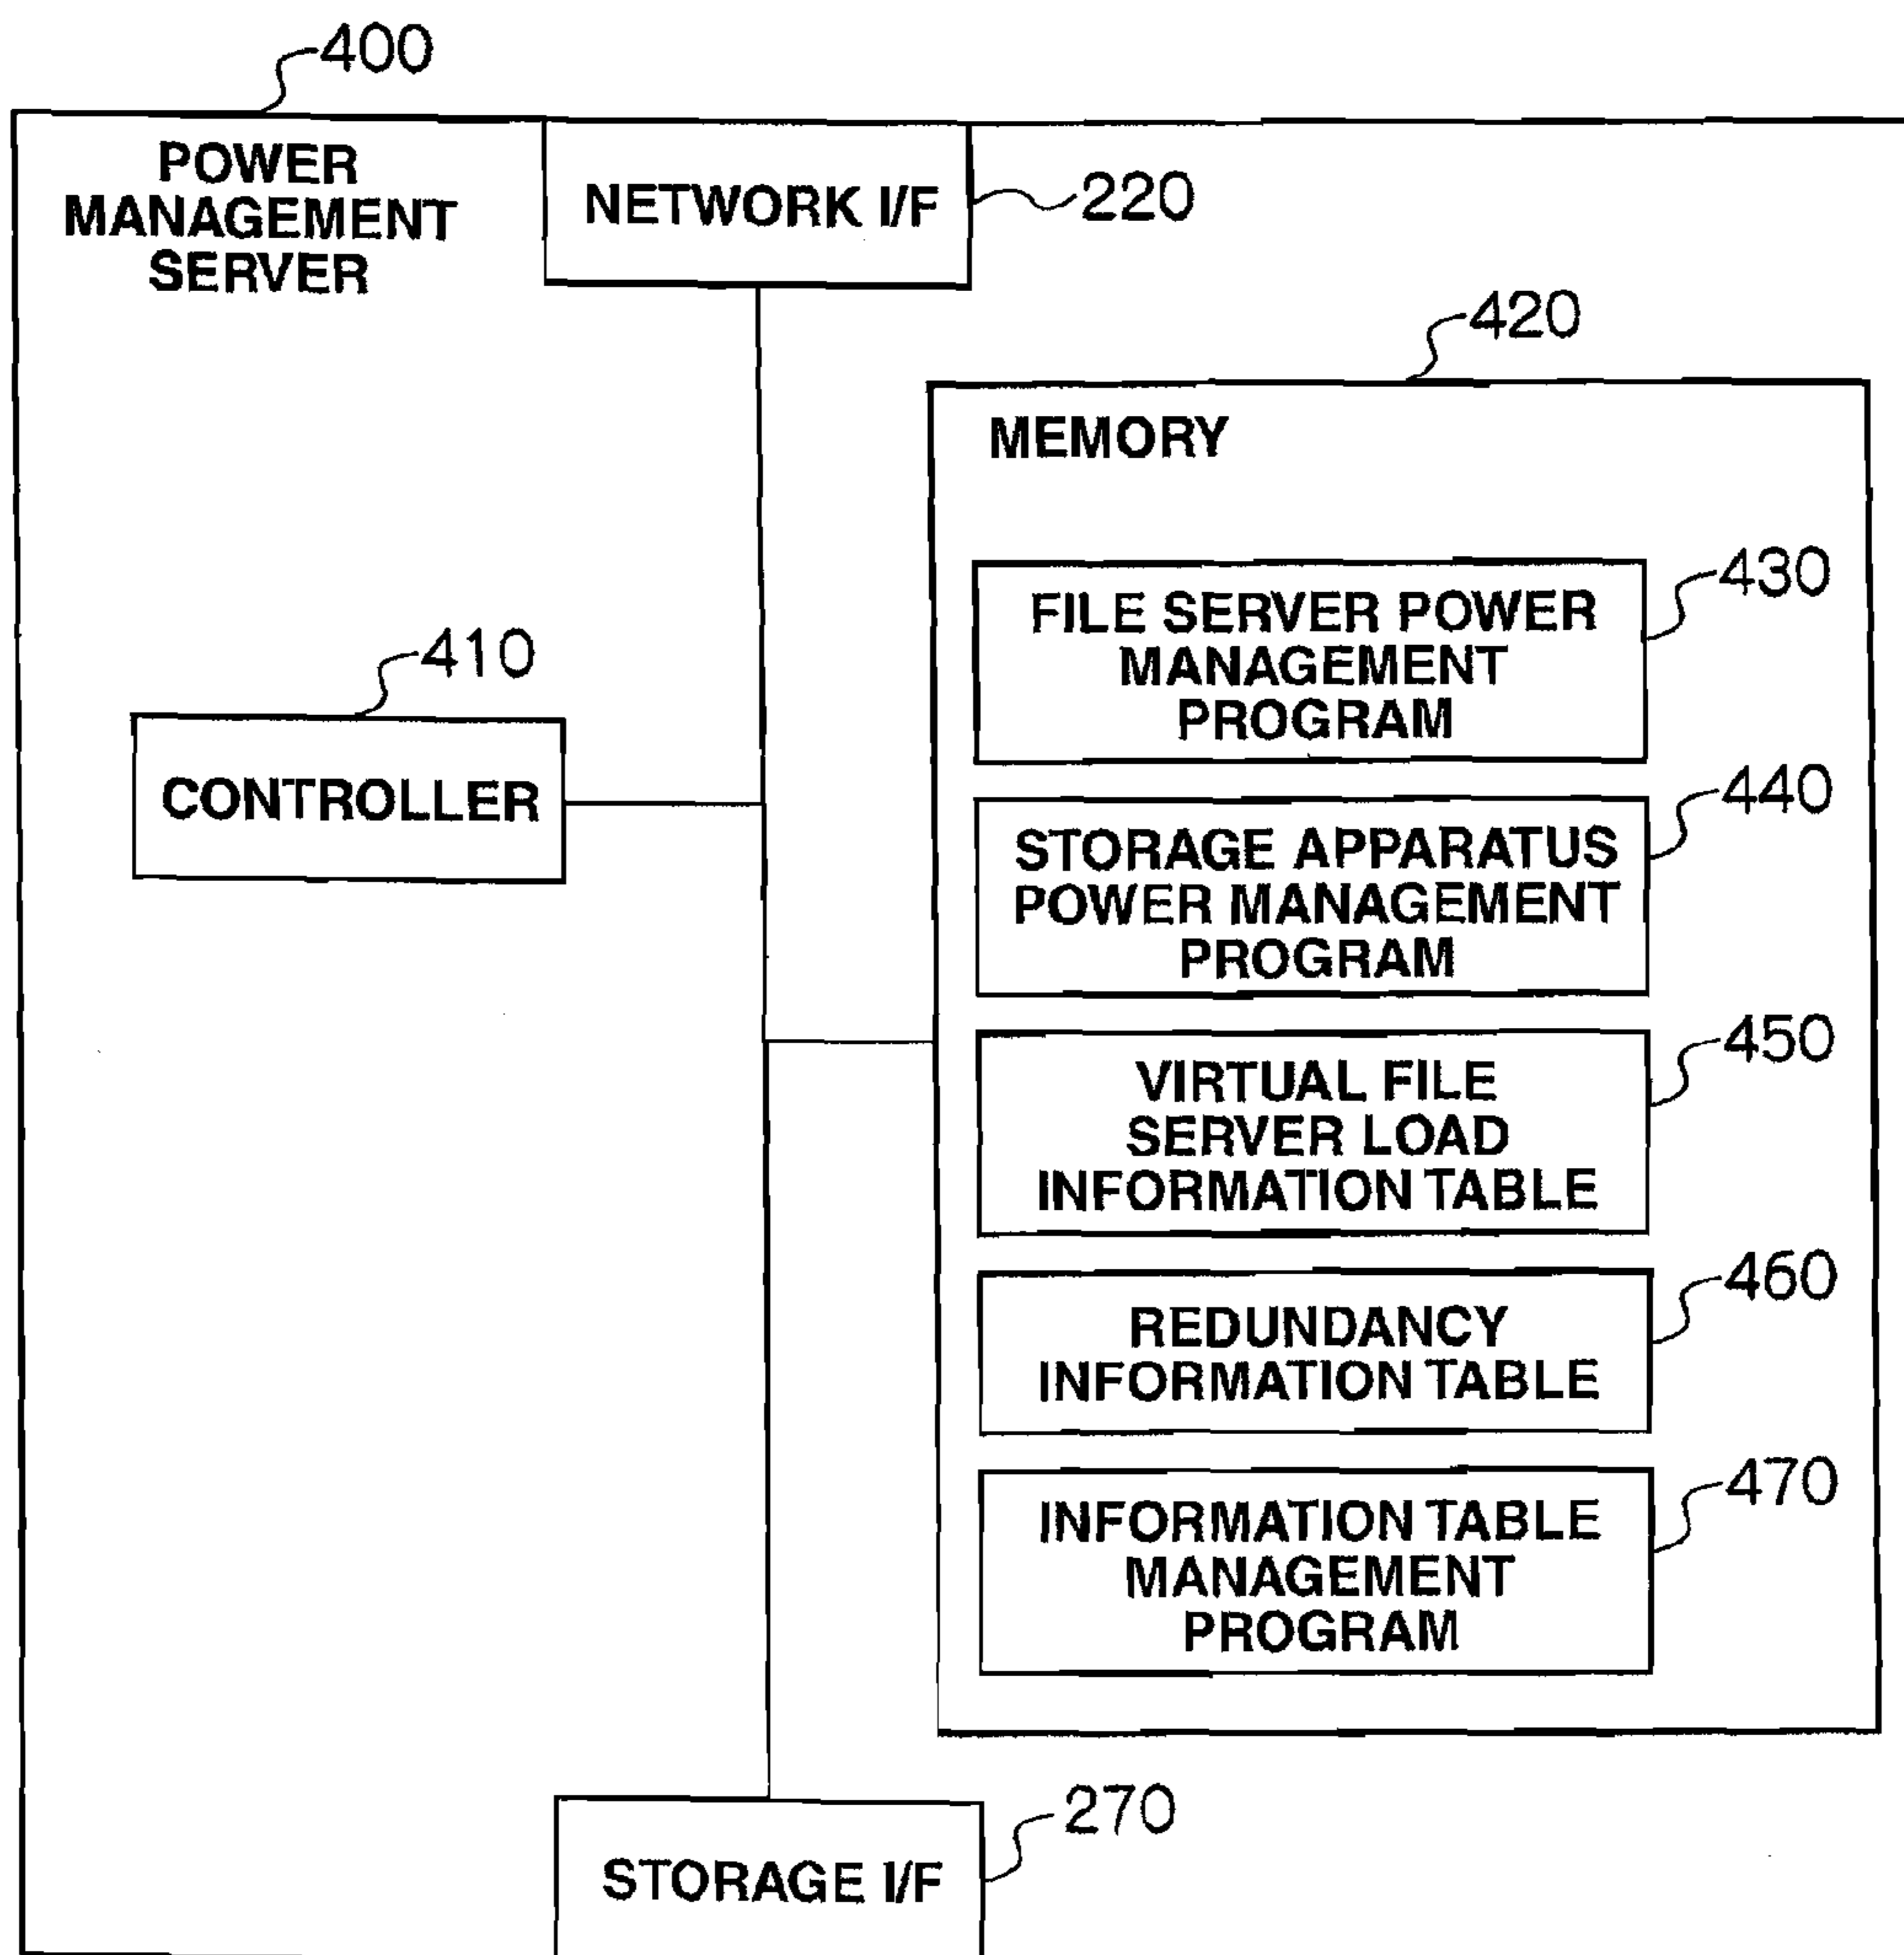 400
POWER
MANAGEMENT
SERVER
NETWORK I/F
220
420
MEMORY
430
FILE SERVER POWER
MANAGEMENT
PROGRAM
410
CONTROLLER
440
STORAGE APPARATUS
POWER MANAGEMENT
PROGRAM
450
VIRTUAL FILE
SERVER LOAD
INFORMATION TABLE
460
REDUNDANCY
INFORMATION TABLE
470
INFORMATION TABLE
MANAGEMENT
PROGRAM
270
STORAGE I/F